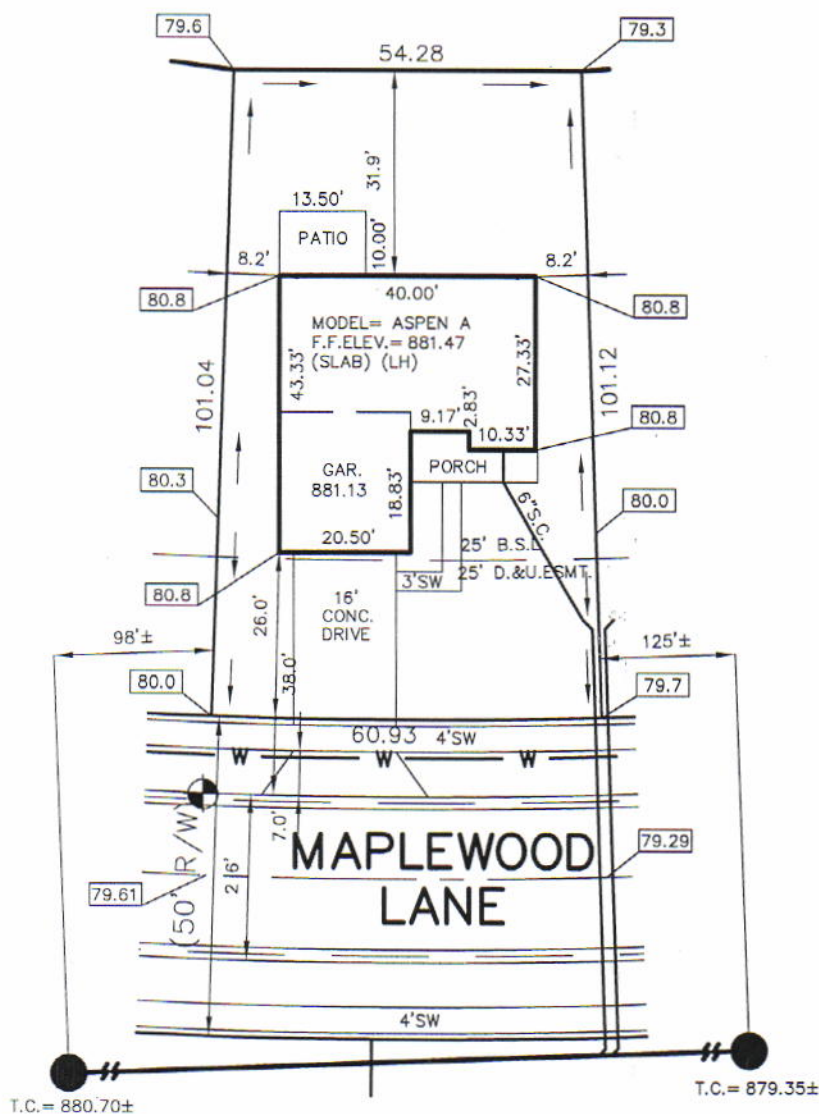 79.6
79.3
54.28
31.9'
13.50'
PATIO
10.00'
8.2'
8.2'
80.8
40.00'
80.8
MODEL= ASPEN A
F.F.ELEV.= 881.47
(SLAB) (LH)
43.33'
27.33'
101.04
101.12
9.17'
2.83'
10.33'
80.8
PORCH
GAR.
881.13
18.83'
6"S.C.
80.3
80.0
20.50'
25' B.S.L.
25' D.&U.ESMT.
3'SW
80.8
16'
CONC.
DRIVE
26.0'
38.0'
98'±
125'±
80.0
79.7
60.93
4'SW
W
W
W
7.0'
MAPLEWOOD
LANE
79.29
79.61
(50' R/W)
26'
4'SW
T.C.= 880.70±
T.C.= 879.35±